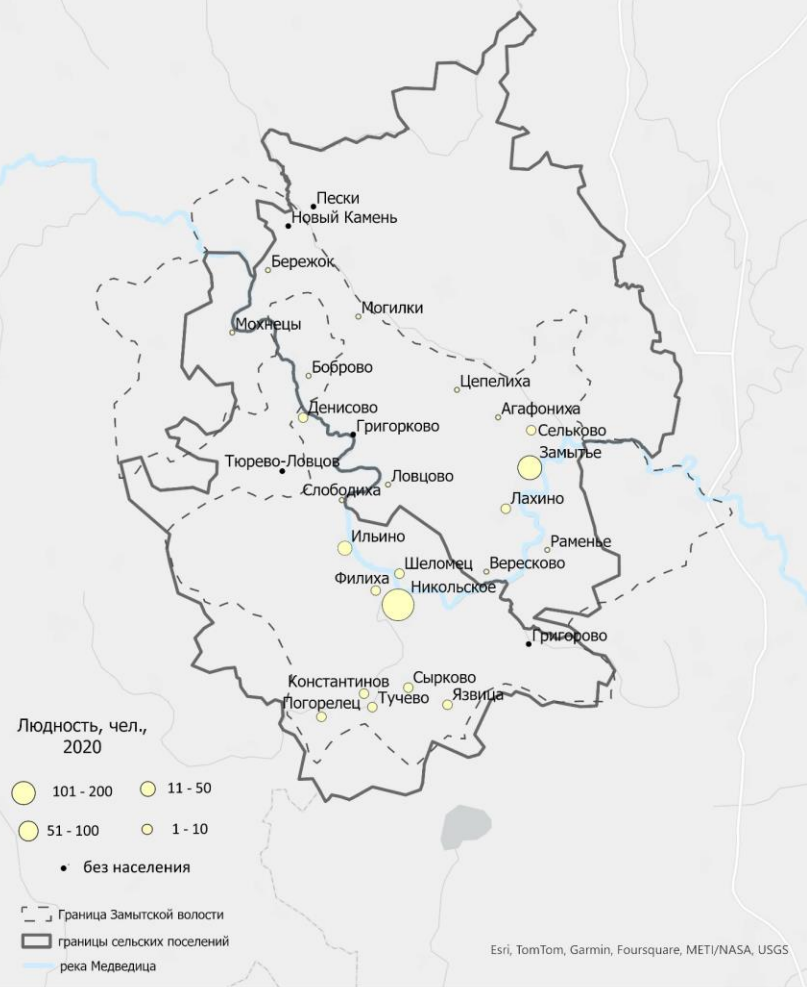 Пески
Новый Камень
Бережок
Могилки
Мохнецы
Боброво
Цепелиха
Денисово
Агафониха
Григорково
Сельково
Замытье
Тюрево-Ловцов
Ловцово
Слободиха
Лахино
Ильино
Раменье
Шеломец
Вересково
Филиха
Никольское
Григорово
Константинов
Сырково
Погорелец
Тучево
Язвица
Людность, чел.,
2020
101 - 200
11 - 50
51 - 100
1 - 10
без населения
Граница Замытской волости
границы сельских поселений
река Медведица
Esri, TomTom, Garmin, Foursquare, METI/NASA, USGS